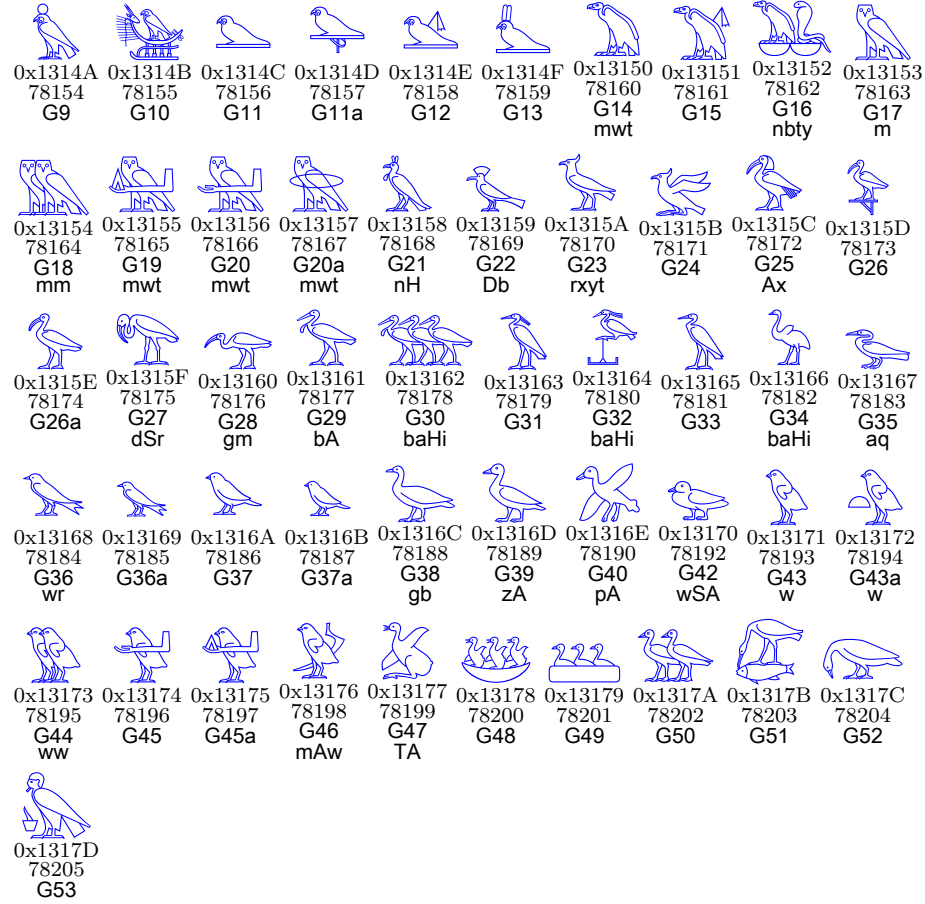 0x1314A 0x1314B 0x1314C 0x1314D 0x1314E 0x1314F 0x13150 0x13151 0x13152 0x13153
78154 78155 78156 78157 78158 78159 78160 78161 78162 78163
G9 G10 G11 G11a G12 G13 G14 G15 G16 G17
mwt nbty m
0x13154 0x13155 0x13156 0x13157 0x13158 0x13159 0x1315A 0x1315B 0x1315C 0x1315D
78164 78165 78166 78167 78168 78169 78170 78171 78172 78173
G18 G19 G20 G20a G21 G22 G23 G24 G25 G26
mm mwt mwt mwt nH Db rxyt Ax
0x1315E 0x1315F 0x13160 0x13161 0x13162 0x13163 0x13164 0x13165 0x13166 0x13167
78174 78175 78176 78177 78178 78179 78180 78181 78182 78183
G26a G27 G28 G29 G30 G31 G32 G33 G34 G35
dSr gm bA baHi baHi baHi aq
0x13168 0x13169 0x1316A 0x1316B 0x1316C 0x1316D 0x1316E 0x13170 0x13171 0x13172
78184 78185 78186 78187 78188 78189 78190 78192 78193 78194
G36 G36a G37 G37a G38 G39 G40 G42 G43 G43a
wr gb zA pA wSA w w
0x13173 0x13174 0x13175 0x13176 0x13177 0x13178 0x13179 0x1317A 0x1317B 0x1317C
78195 78196 78197 78198 78199 78200 78201 78202 78203 78204
G44 G45 G45a G46 G47 G48 G49 G50 G51 G52
ww mAw TA
0x1317D
78205
G53